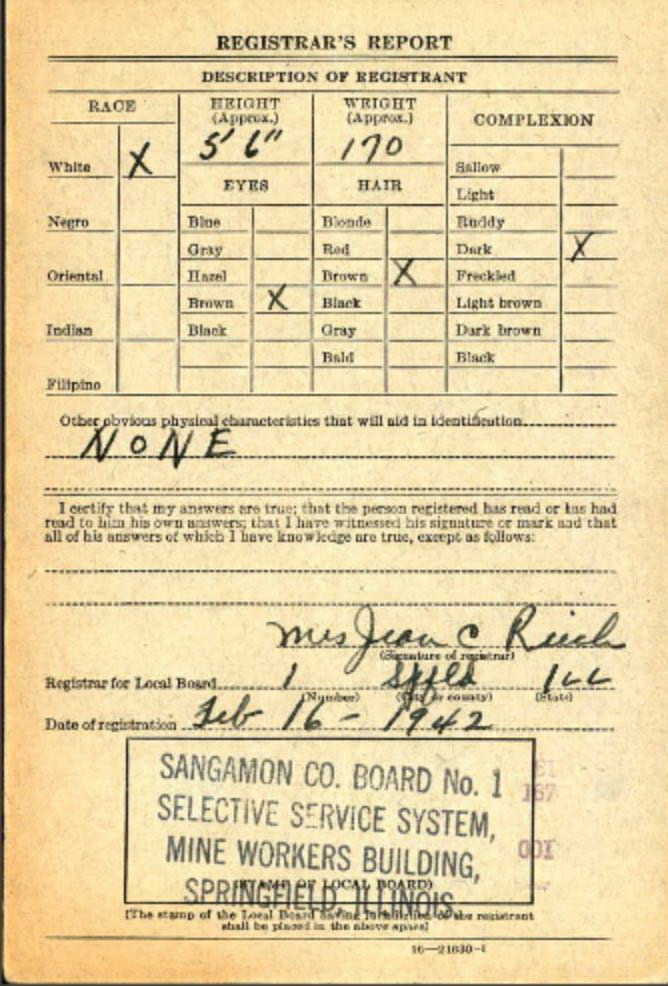 REGISTRAR'S REPORT
DESCRIPTION OF REGISTRANT
RACE HEIGHT (Approx.) WEIGHT (Approx.) COMPLEXION
5' 6" 170
White X Sallow
EYES HAIR Light
Negro Blue Blonde Ruddy
Gray Red Dark X
Oriental Hazel Brown X Freckled
Brown X Black Light brown
Indian Black Gray Dark brown
Bald Black
Filipino
Other obvious physical characteristics that will aid in identification
NONE
I certify that my answers are true; that the person registered has read or has had
read to him his own answers; that I have witnessed his signature or mark and that
all of his answers of which I have knowledge are true, except as follows:
Mrs Jean C
(Signature of registrar)
Registrar for Local Board 1 Spfld Ill
(Number) (City or county) (State)
Date of registration Feb 16 - 1942
SANGAMON CO. BOARD No. 1
SELECTIVE SERVICE SYSTEM,
MINE WORKERS BUILDING,
SPRINGFIELD, ILLINOIS
(STAMP OF LOCAL BOARD)
[The stamp of the Local Board having jurisdiction of the registrant
shall be placed in the above space]
16—21630-1